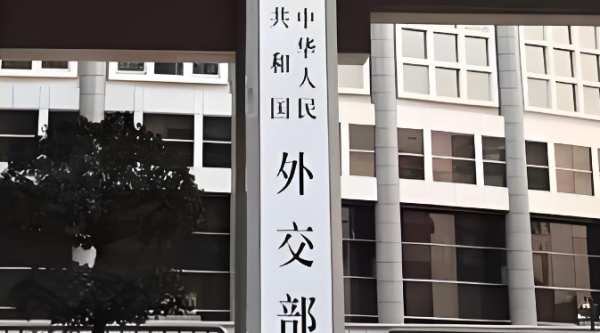 中华人民
共和国
外交部